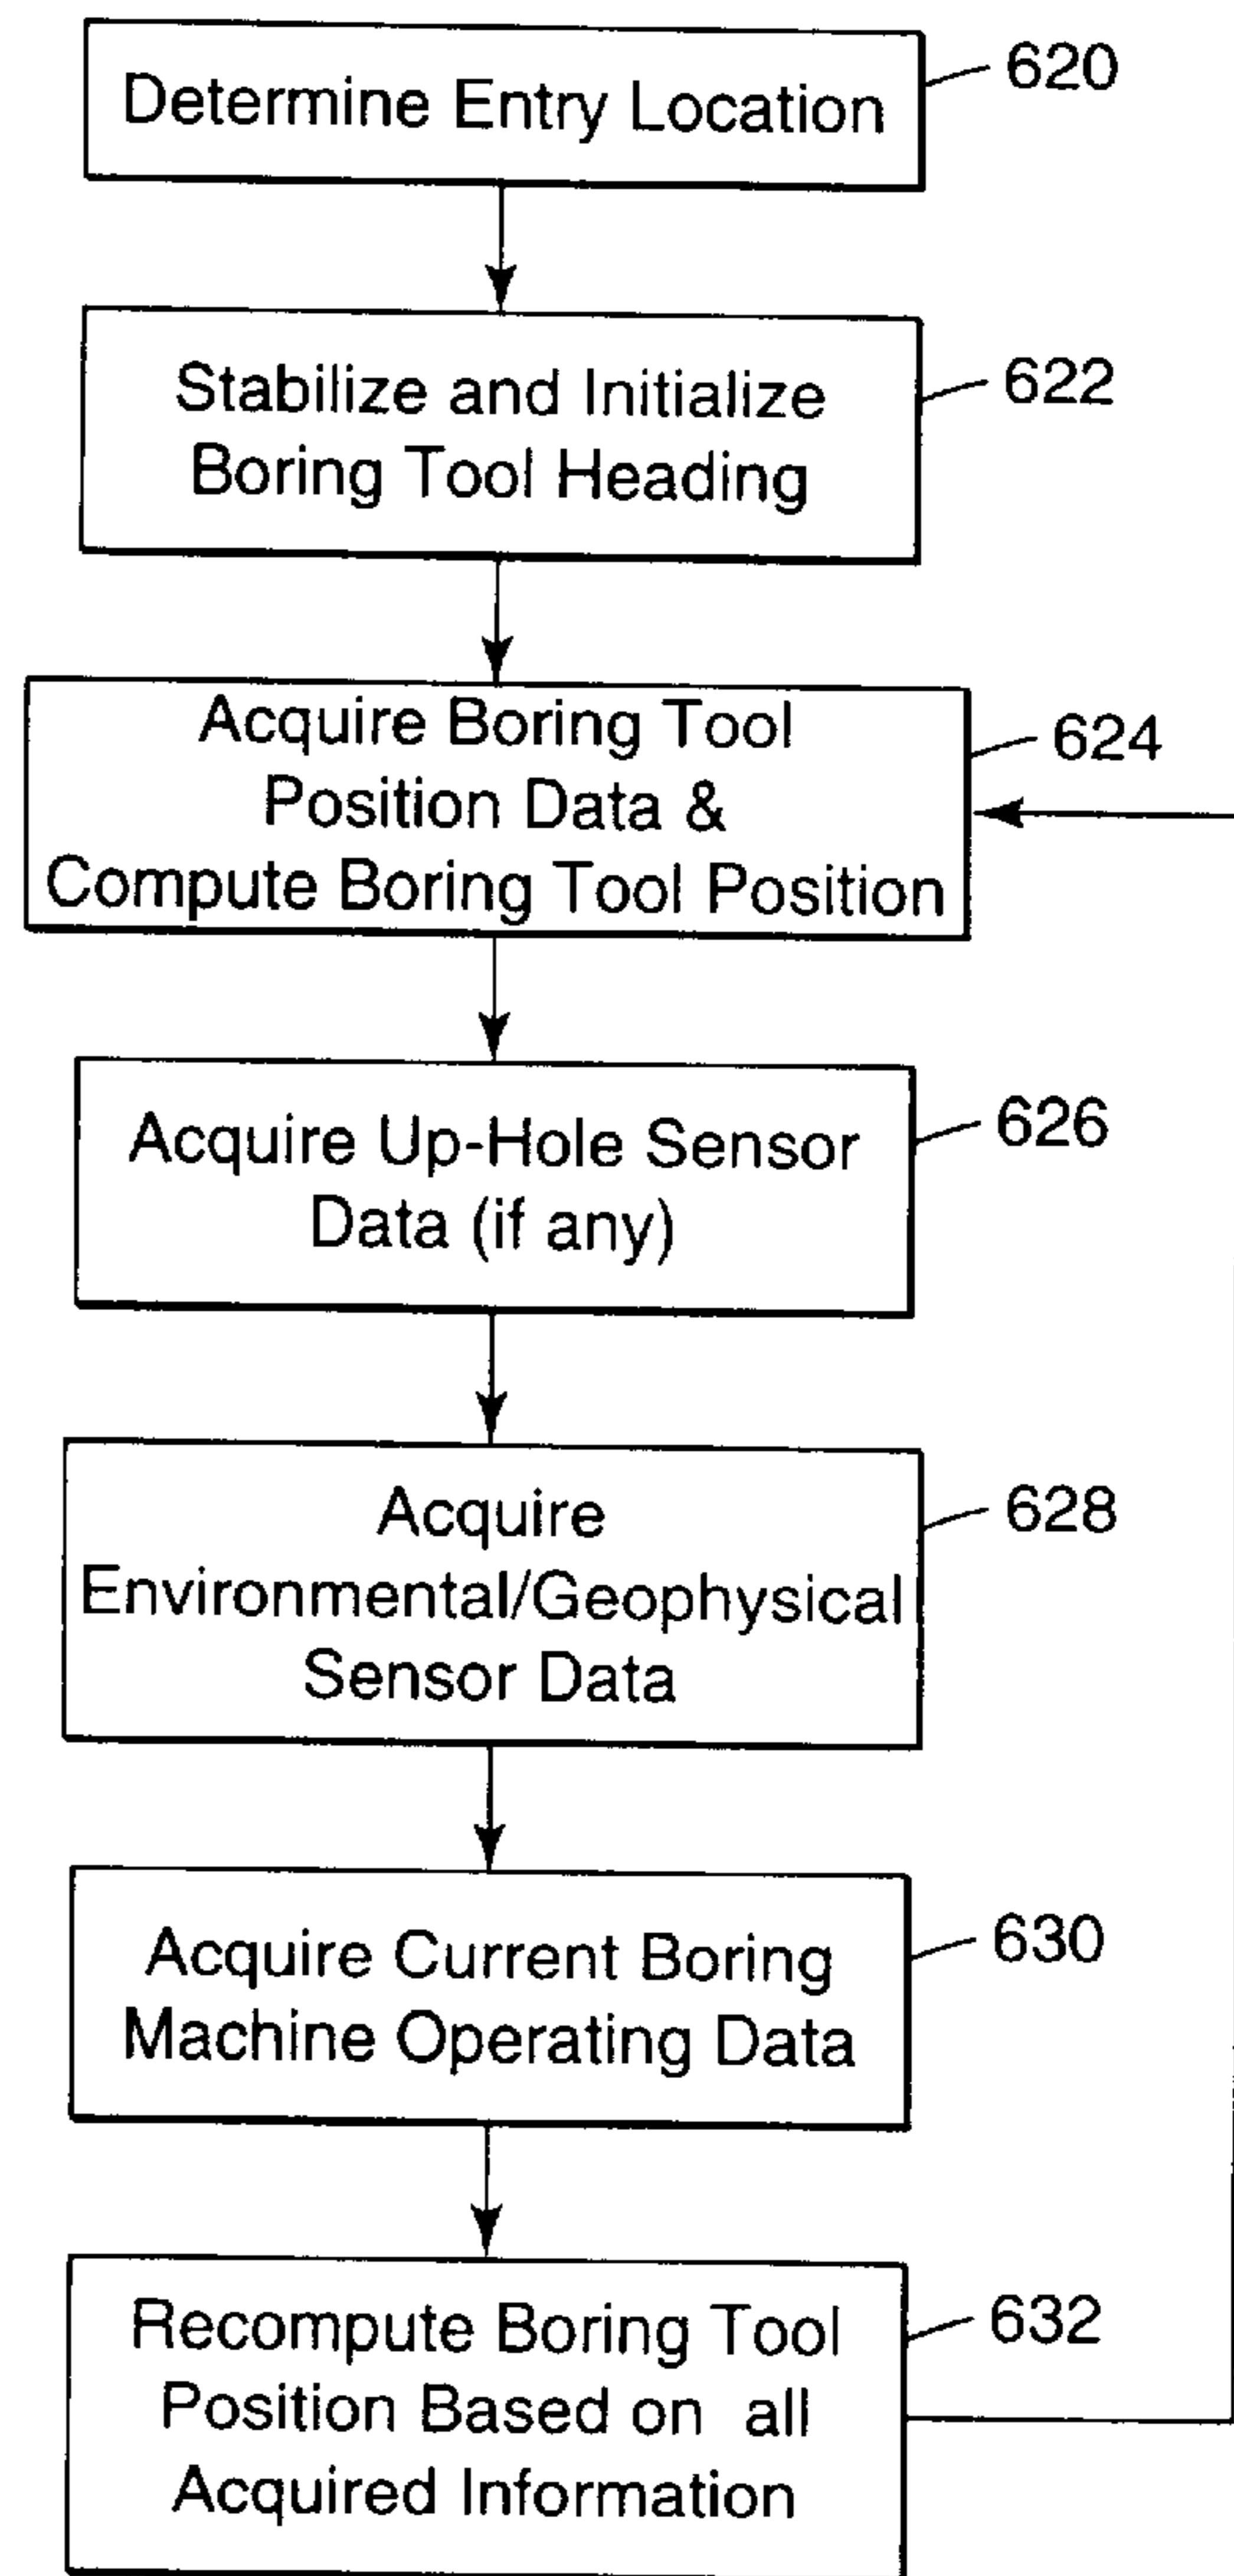 Determine Entry Location
620
Stabilize and Initialize
Boring Tool Heading
622
Acquire Boring Tool
Position Data &
Compute Boring Tool Position
624
Acquire Up-Hole Sensor
Data (if any)
626
Acquire
Environmental/Geophysical
Sensor Data
628
Acquire Current Boring
Machine Operating Data
630
Recompute Boring Tool
Position Based on all
Acquired Information
632